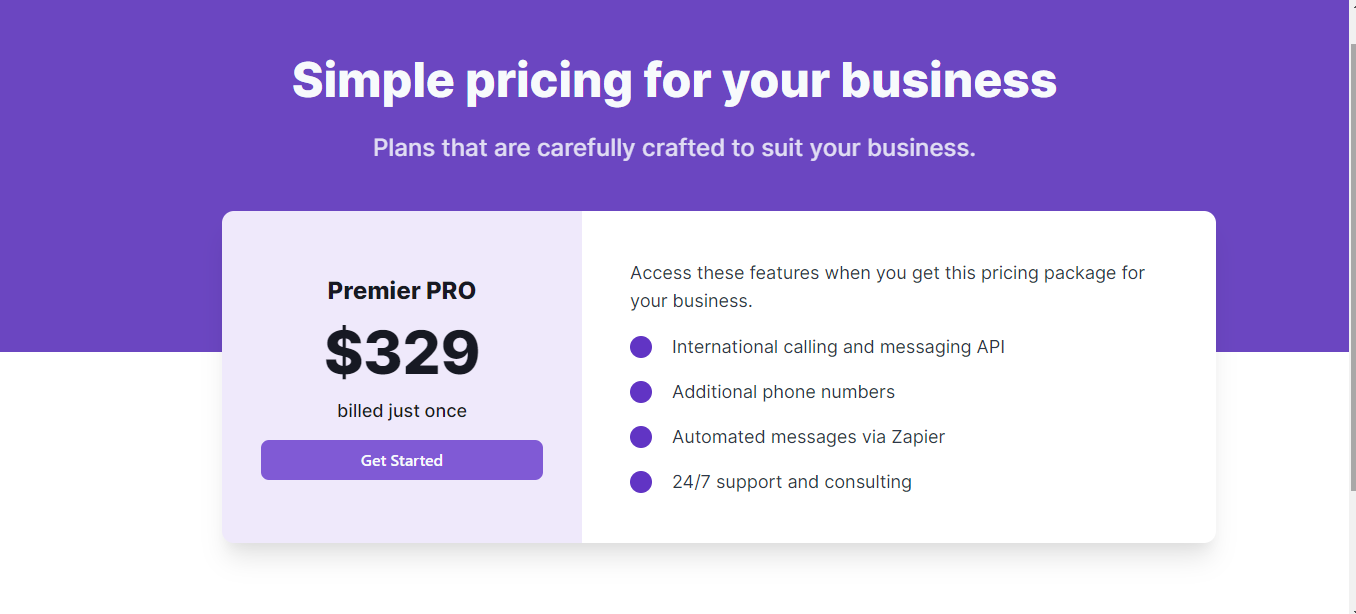 Simple pricing for your business
Plans that are carefully crafted to suit your business.
Premier PRO
$329
billed just once
Get Started
Access these features when you get this pricing package for
your business.
International calling and messaging API
Additional phone numbers
Automated messages via Zapier
24/7 support and consulting